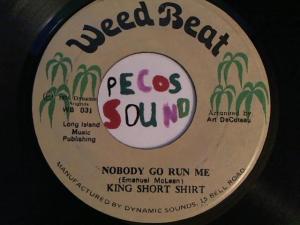 Weed Beat
PECOS
SOUND
WB 031
Long Island
Music
Publishing
Arranged by
Art DeCoteau
NOBODY GO RUN ME
(Emanuel McLean)
KING SHORT SHIRT
MANUFACTURED BY DYNAMIC SOUNDS, 15 BELL ROAD